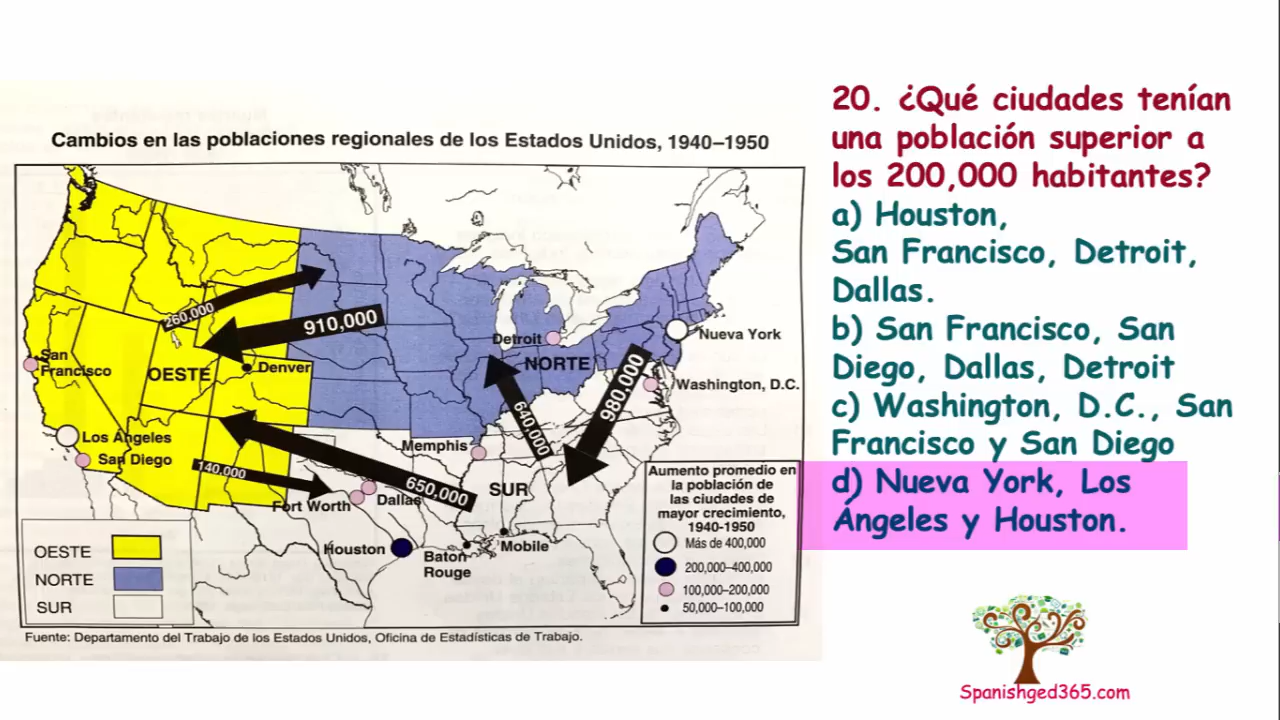 Cambios en las poblaciones regionales de los Estados Unidos, 1940–1950
260,000
910,000
Detroit
Nueva York
San
Francisco
OESTE
Denver
NORTE
980,000
Washington, D.C.
640,000
Los Angeles
San Diego
Memphis
140,000
650,000
SUR
Fort Worth
Dallas
Houston
Baton
Rouge
Mobile
OESTE
NORTE
SUR
Aumento promedio en
la población de
las ciudades de
mayor crecimiento,
1940-1950
Más de 400,000
200,000–400,000
100,000–200,000
50,000–100,000
Fuente: Departamento del Trabajo de los Estados Unidos, Oficina de Estadísticas de Trabajo.
20. ¿Qué ciudades tenían
una población superior a
los 200,000 habitantes?
a) Houston,
San Francisco, Detroit,
Dallas.
b) San Francisco, San
Diego, Dallas, Detroit
c) Washington, D.C., San
Francisco y San Diego
d) Nueva York, Los
Ángeles y Houston.
Spanishged365.com